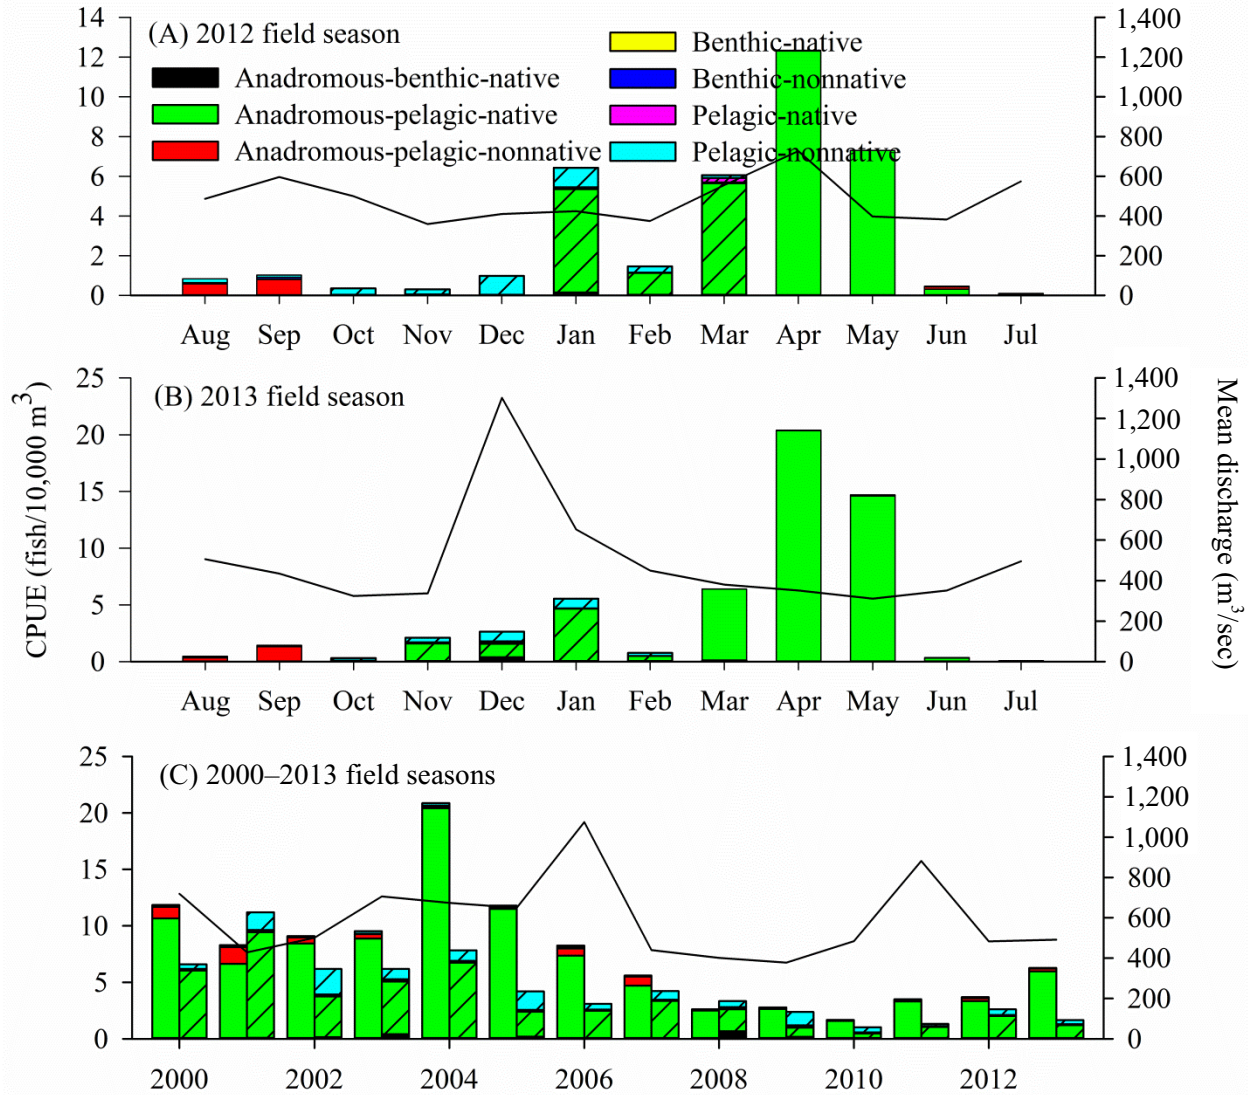 (A) 2012 field season
Anadromous-benthic-native
Anadromous-pelagic-native
Anadromous-pelagic-nonnative
Benthic-native
Benthic-nonnative
Pelagic-native
Pelagic-nonnative
14
12
10
8
6
4
2
0
1,400
1,200
1,000
800
600
400
200
0
Aug Sep Oct Nov Dec Jan Feb Mar Apr May Jun Jul
(B) 2013 field season
25
20
15
10
5
0
1,400
1,200
1,000
800
600
400
200
0
Aug Sep Oct Nov Dec Jan Feb Mar Apr May Jun Jul
CPUE (fish/10,000 m³)
Mean discharge (m³/sec)
(C) 2000–2013 field seasons
25
20
15
10
5
0
1,400
1,200
1,000
800
600
400
200
0
2000 2002 2004 2006 2008 2010 2012